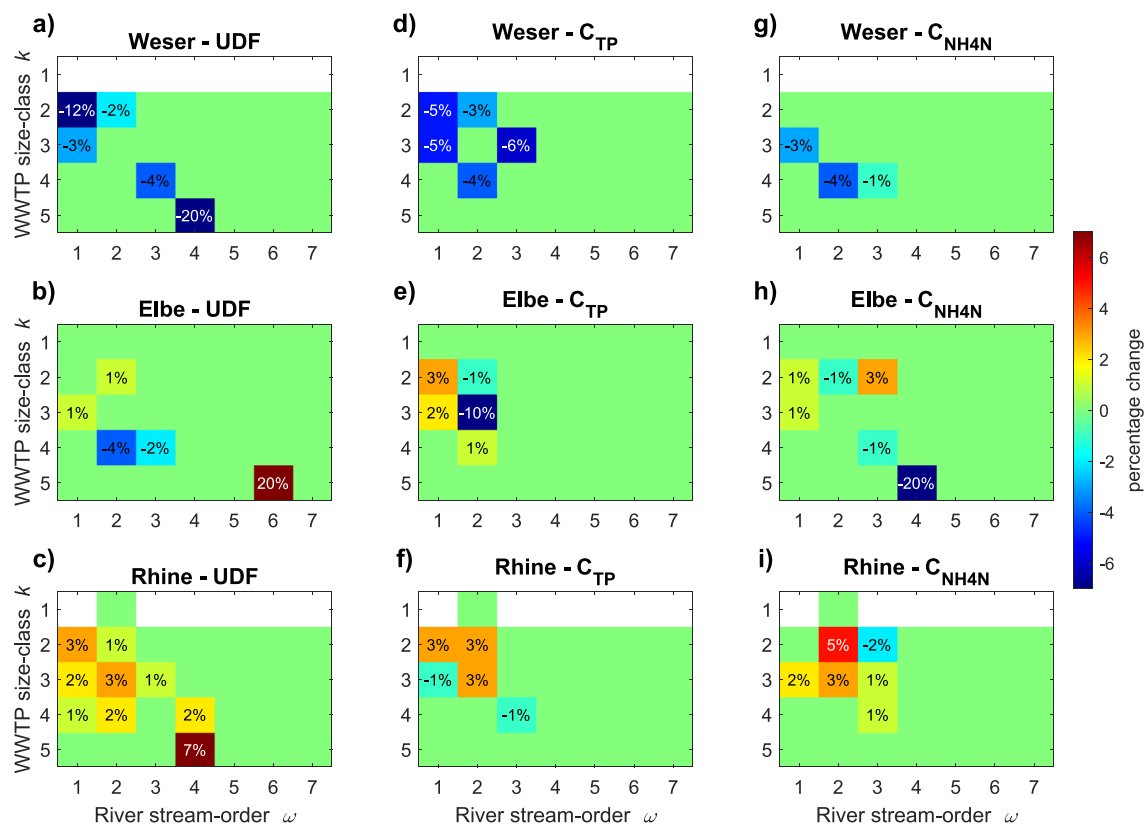 a)
Weser - UDF
WWTP size-class k
1
2
3
4
5
-12%
-2%
-3%
-4%
-20%
1 2 3 4 5 6 7
d)
Weser - C_TP
1
2
3
4
5
-5%
-3%
-5%
-6%
-4%
1 2 3 4 5 6 7
g)
Weser - C_NH4N
1
2
3
4
5
-3%
-4%
-1%
1 2 3 4 5 6 7
b)
Elbe - UDF
WWTP size-class k
1
2
3
4
5
1%
1%
-4%
-2%
20%
1 2 3 4 5 6 7
e)
Elbe - C_TP
1
2
3
4
5
3%
-1%
2%
-10%
1%
1 2 3 4 5 6 7
h)
Elbe - C_NH4N
1
2
3
4
5
1%
-1%
3%
1%
-1%
-20%
1 2 3 4 5 6 7
c)
Rhine - UDF
WWTP size-class k
1
2
3
4
5
3%
1%
2%
3%
1%
1%
2%
2%
7%
1 2 3 4 5 6 7
River stream-order ω
f)
Rhine - C_TP
1
2
3
4
5
3%
3%
-1%
3%
-1%
1 2 3 4 5 6 7
River stream-order ω
i)
Rhine - C_NH4N
1
2
3
4
5
5%
-2%
2%
3%
1%
1%
1 2 3 4 5 6 7
River stream-order ω
6
4
2
0
-2
-4
-6
percentage change